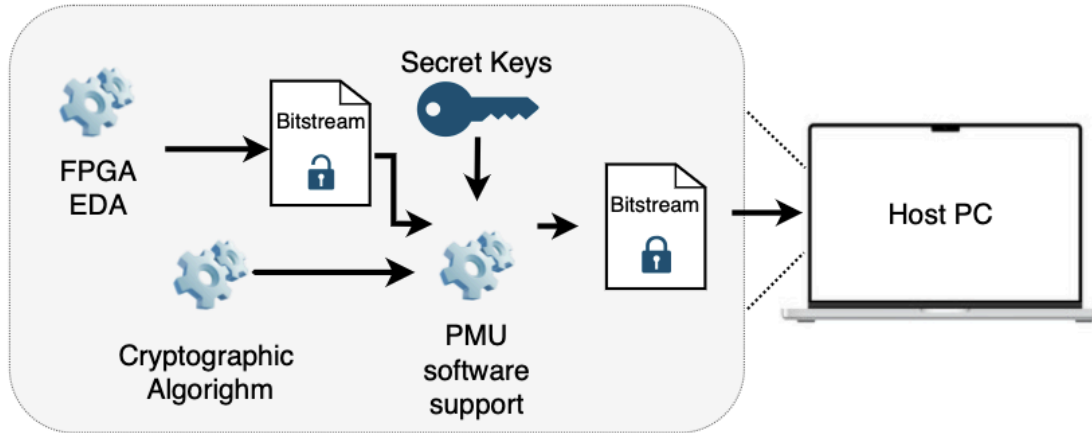 Secret Keys
Bitstream
FPGA
EDA
Bitstream
Host PC
Cryptographic
Algorighm
PMU
software
support